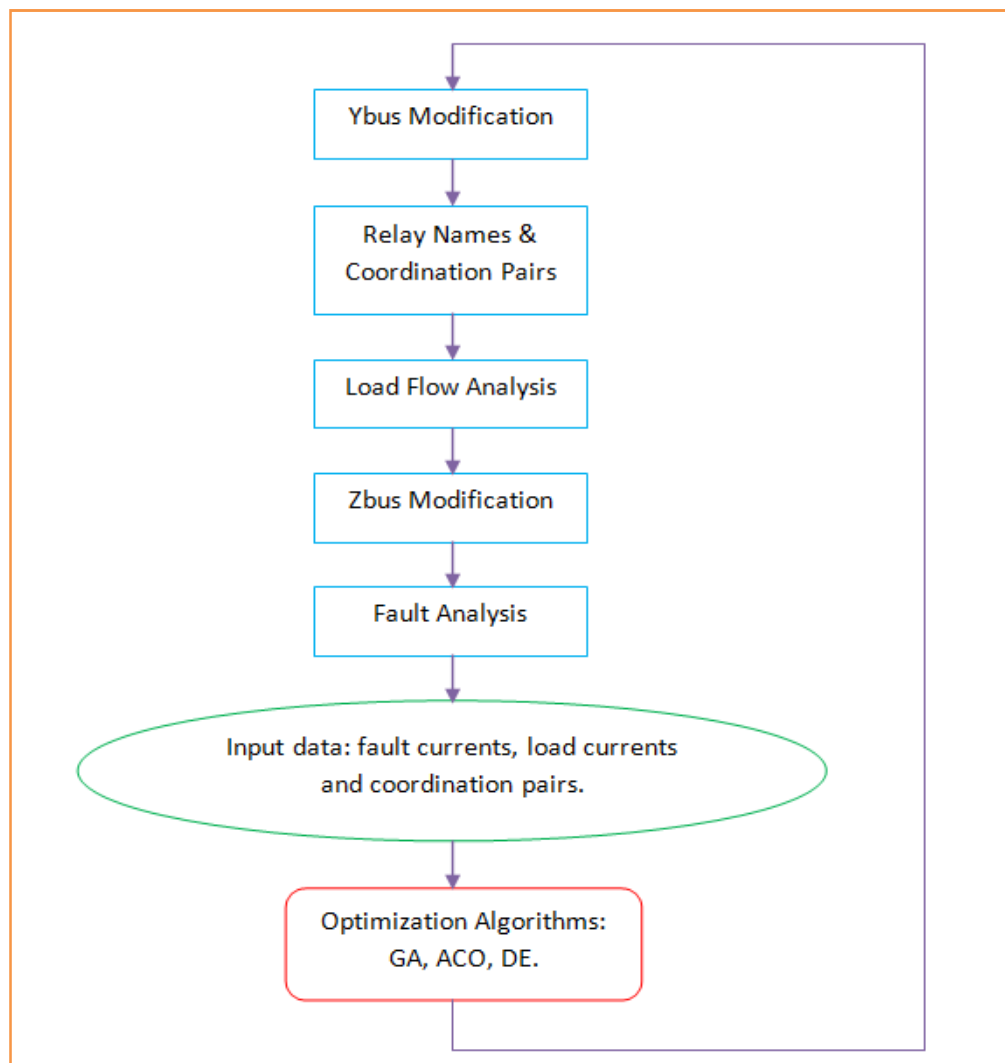 Ybus Modification
Relay Names &
Coordination Pairs
Load Flow Analysis
Zbus Modification
Fault Analysis
Input data: fault currents, load currents
and coordination pairs.
Optimization Algorithms:
GA, ACO, DE.